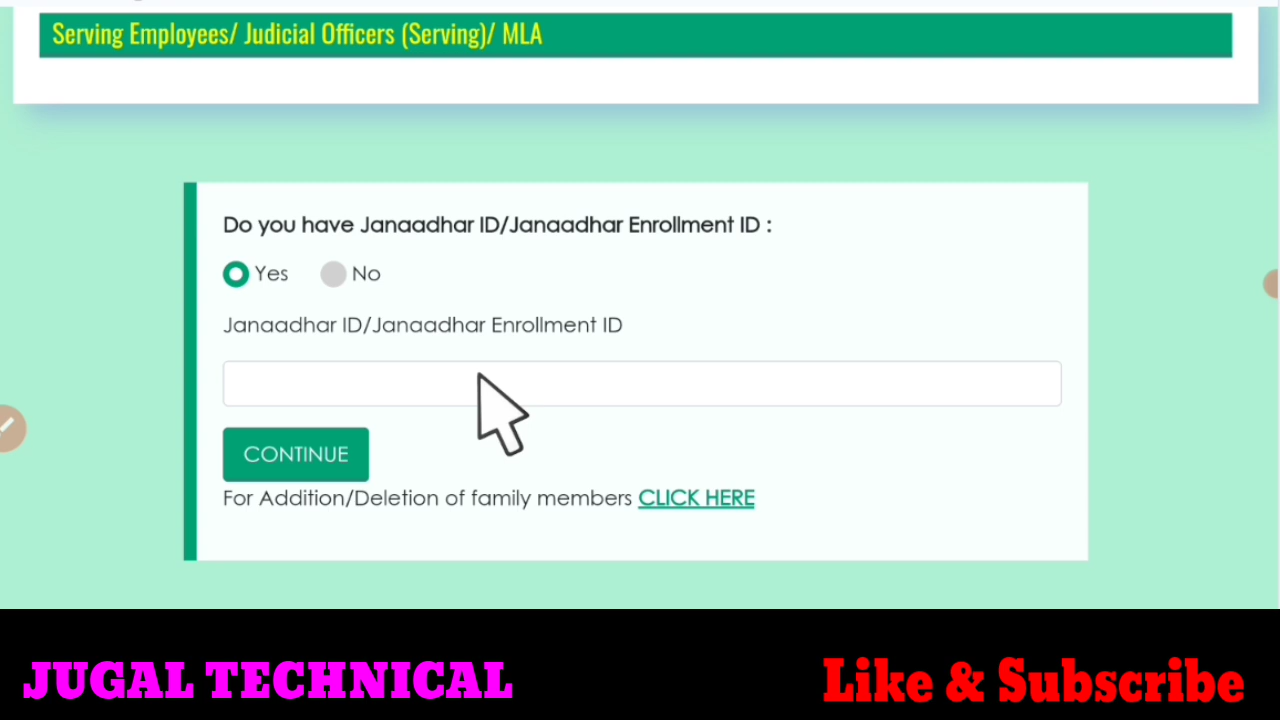 Serving Employees/ Judicial Officers (Serving)/ MLA
Do you have Janaadhar ID/Janaadhar Enrollment ID :
Yes No
Janaadhar ID/Janaadhar Enrollment ID
CONTINUE
For Addition/Deletion of family members CLICK HERE
JUGAL TECHNICAL Like & Subscribe